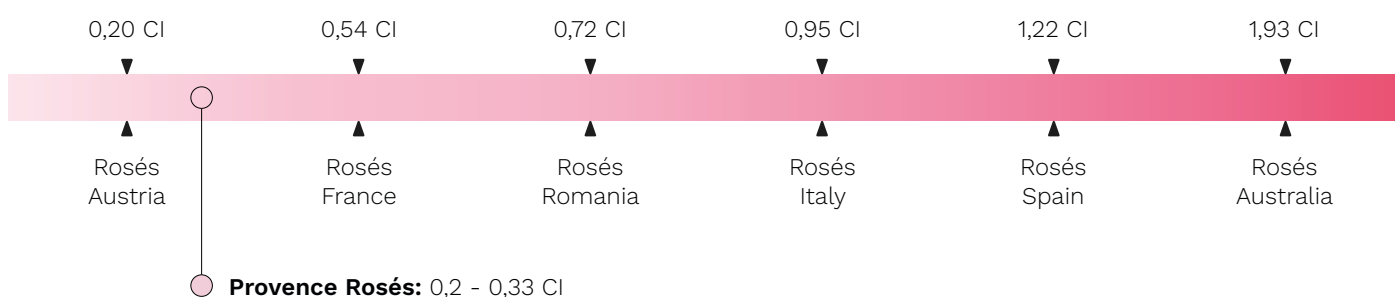 0,20 CI
0,54 CI
0,72 CI
0,95 CI
1,22 CI
1,93 CI
Rosés
Austria
Rosés
France
Rosés
Romania
Rosés
Italy
Rosés
Spain
Rosés
Australia
Provence Rosés: 0,2 - 0,33 CI